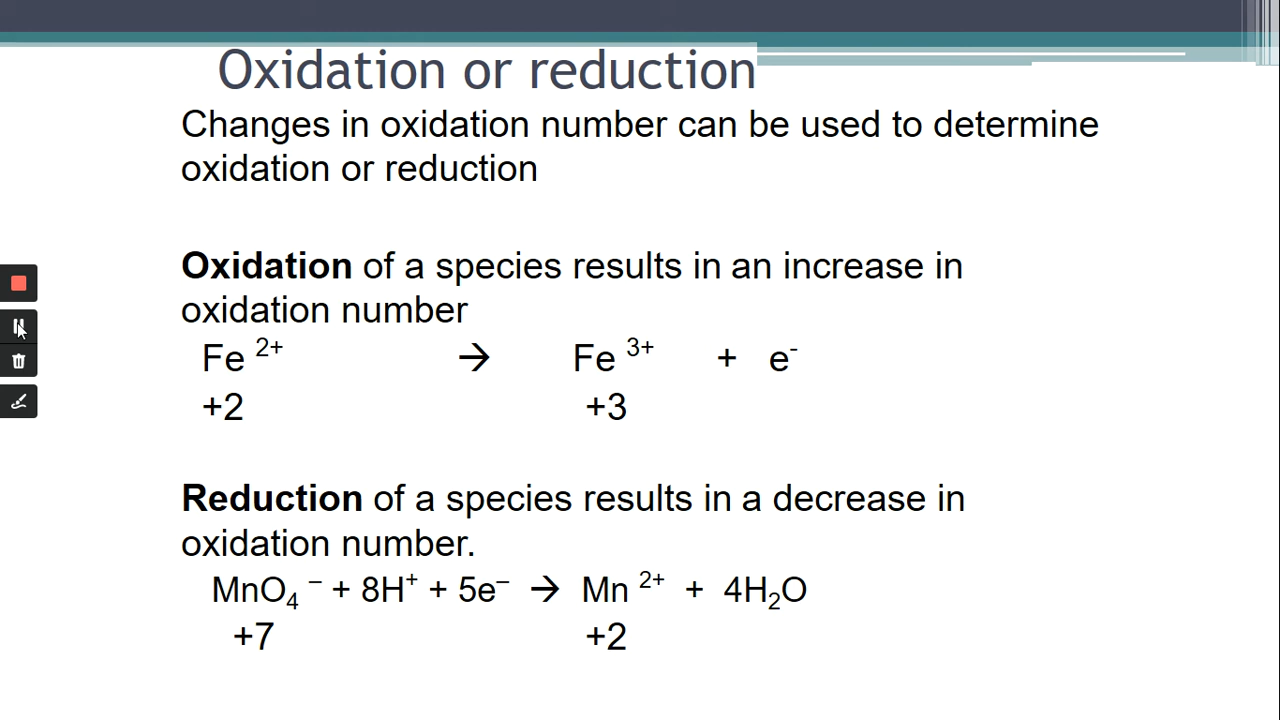 Oxidation or reduction
Changes in oxidation number can be used to determine
oxidation or reduction
Oxidation of a species results in an increase in
oxidation number
Fe ²⁺ → Fe ³⁺ + e⁻
+2 +3
Reduction of a species results in a decrease in
oxidation number.
MnO₄ ⁻ + 8H⁺ + 5e⁻ → Mn ²⁺ + 4H₂O
+7 +2